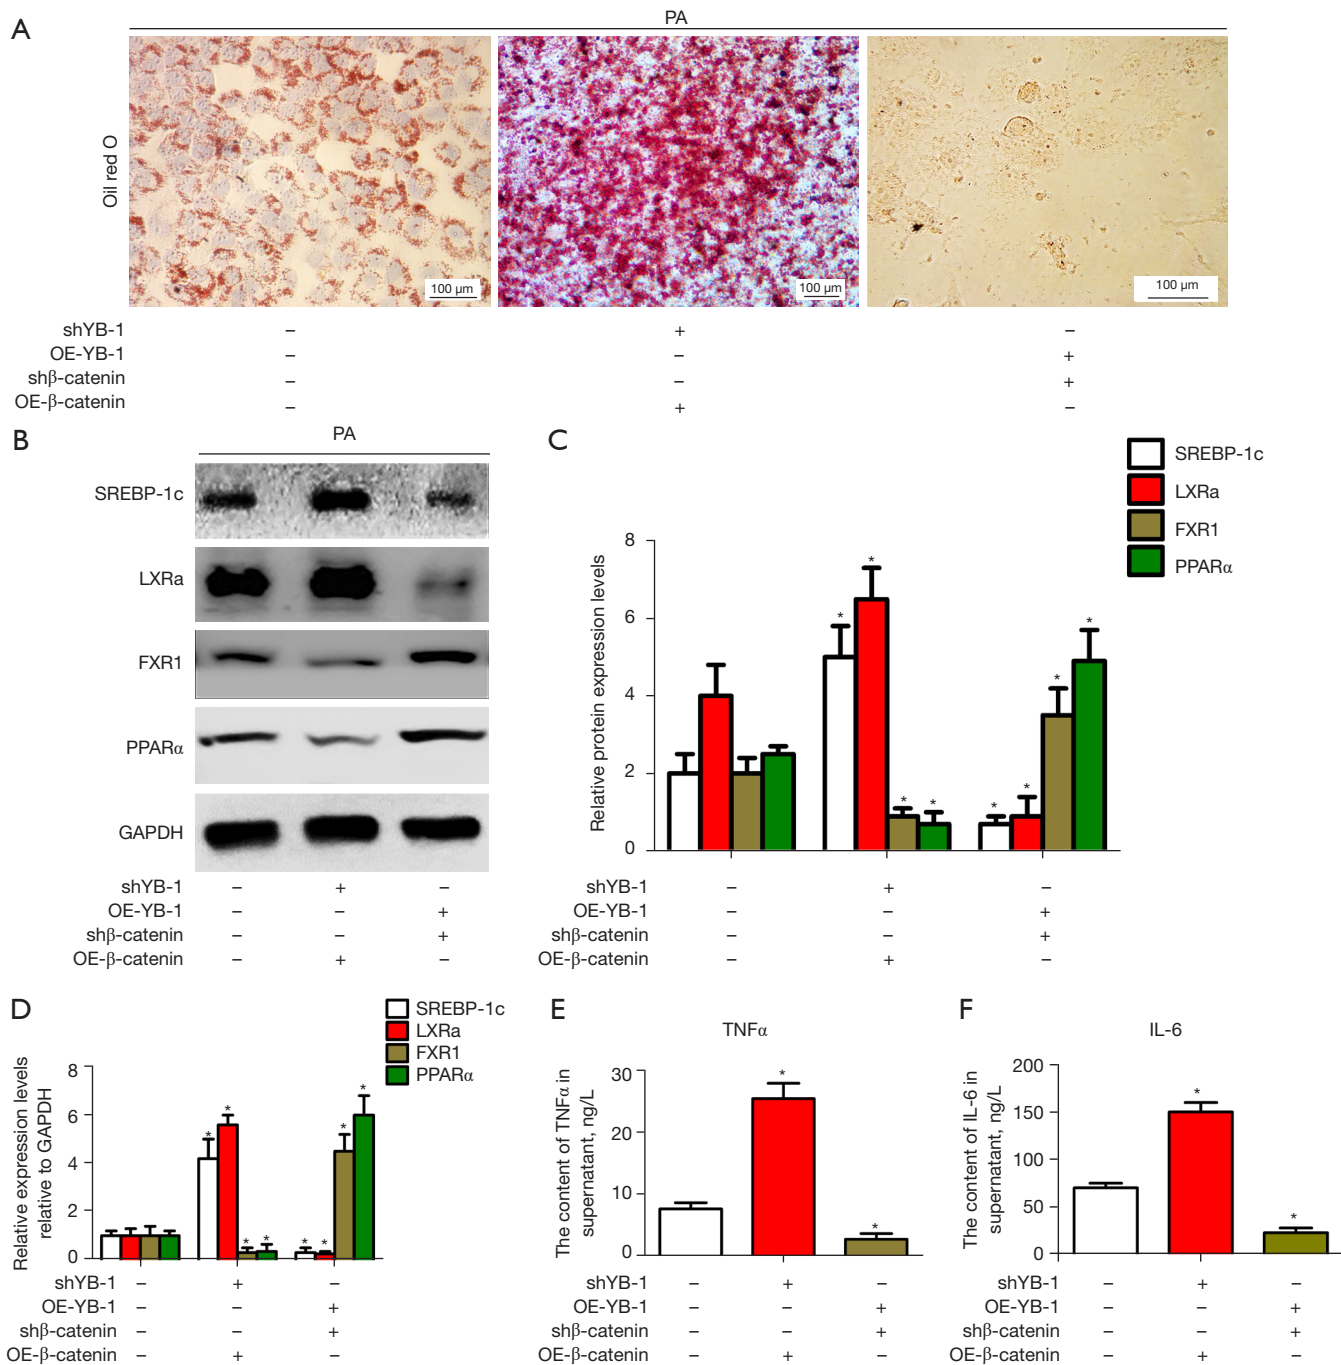 A
PA
Oil red O
100 µm
100 µm
100 µm
shYB-1 – + –
OE-YB-1 – – +
shβ-catenin – – +
OE-β-catenin – + –
B
PA
SREBP-1c
LXRa
FXR1
PPARα
GAPDH
shYB-1 – + –
OE-YB-1 – – +
shβ-catenin – – +
OE-β-catenin – + –
C
SREBP-1c
LXRa
FXR1
PPARα
Relative protein expression levels
8
6
4
2
0
* * * * * * * *
shYB-1 – + –
OE-YB-1 – – +
shβ-catenin – – +
OE-β-catenin – + –
D
SREBP-1c
LXRa
FXR1
PPARα
Relative expression levels
relative to GAPDH
8
6
4
2
0
* * * * * * * *
shYB-1 – + –
OE-YB-1 – – +
shβ-catenin – – +
OE-β-catenin – + –
E
TNFα
The content of TNFα in
supernatant, ng/L
30
20
10
0
* *
shYB-1 – + –
OE-YB-1 – – +
shβ-catenin – – +
OE-β-catenin – + –
F
IL-6
The content of IL-6 in
supernatant, ng/L
200
150
100
50
0
* *
shYB-1 – + –
OE-YB-1 – – +
shβ-catenin – – +
OE-β-catenin – + –